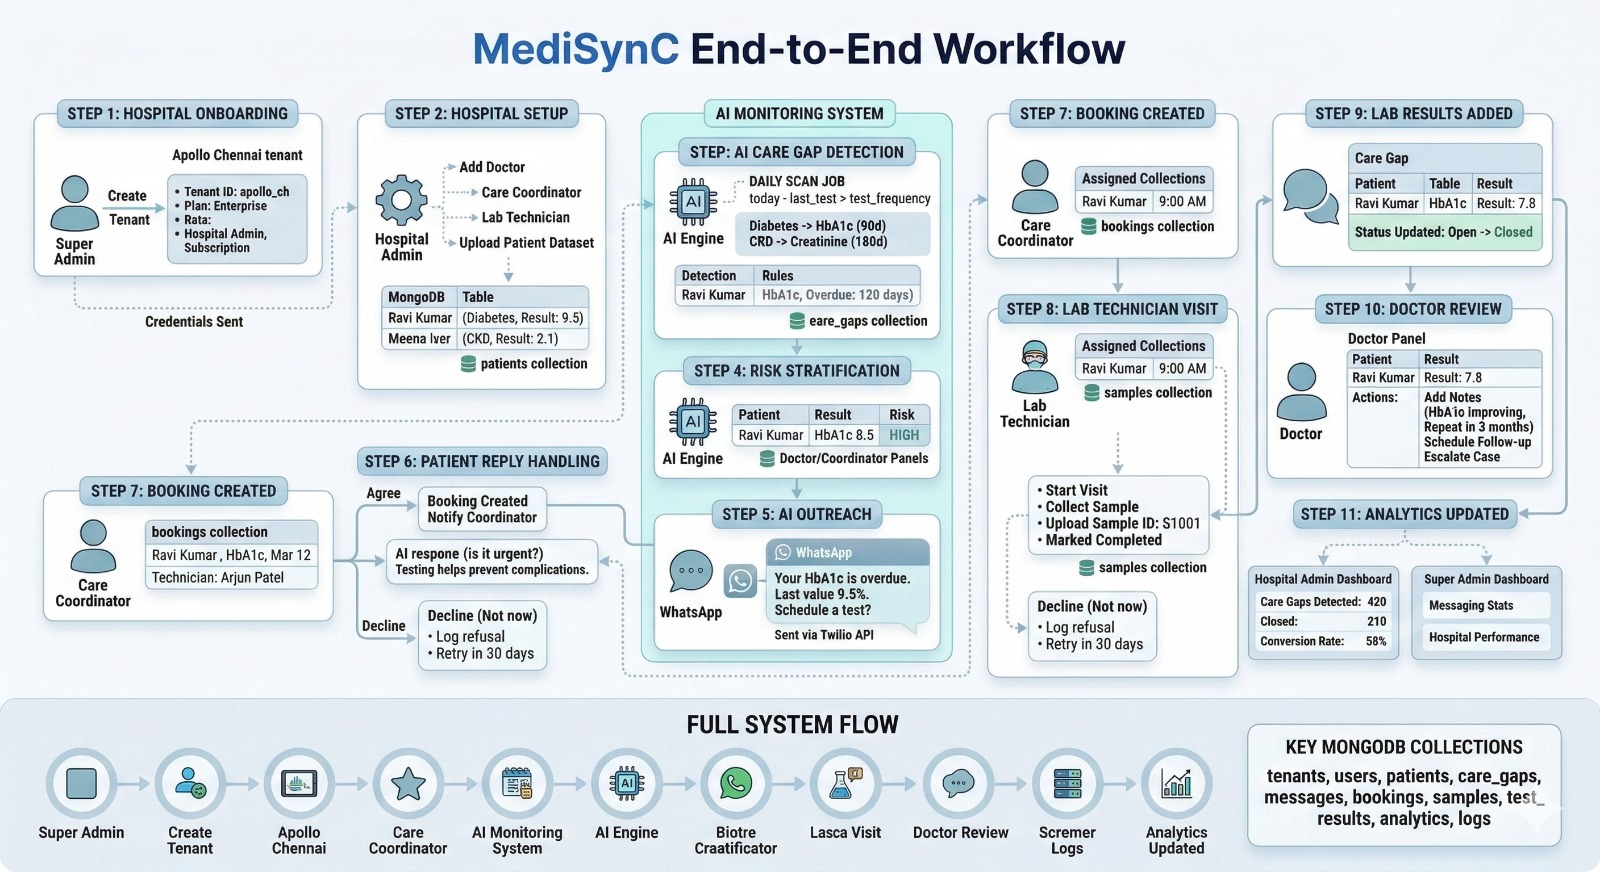 MediSynC End-to-End Workflow
STEP 1: HOSPITAL ONBOARDING
Apollo Chennai tenant
Create
Tenant
Super
Admin
• Tenant ID: apollo_ch
• Plan: Enterprise
• Rata:
• Hospital Admin,
Subscription
Credentials Sent
STEP 2: HOSPITAL SETUP
Hospital
Admin
Add Doctor
Care Coordinator
Lab Technician
Upload Patient Dataset
MongoDB Table
Ravi Kumar (Diabetes, Result: 9.5)
Meena Iver (CKD, Result: 2.1)
patients collection
AI MONITORING SYSTEM
STEP: AI CARE GAP DETECTION
AI
AI Engine
DAILY SCAN JOB
today - last_test > test_frequency
Diabetes -> HbA1c (90d)
CRD -> Creatinine (180d)
Detection Rules
Ravi Kumar HbA1c, Overdue: 120 days)
eare_gaps collection
STEP 4: RISK STRATIFICATION
AI
AI Engine
Patient Result Risk
Ravi Kumar HbA1c 8.5 HIGH
Doctor/Coordinator Panels
STEP 5: AI OUTREACH
WhatsApp
WhatsApp
Your HbA1c is overdue.
Last value 9.5%.
Schedule a test?
Sent via Twilio API
STEP 6: PATIENT REPLY HANDLING
Agree
Booking Created
Notify Coordinator
AI respone (is it urgent?)
Testing helps prevent complications.
Decline
Decline (Not now)
• Log refusal
• Retry in 30 days
STEP 7: BOOKING CREATED
Care
Coordinator
bookings collection
Ravi Kumar , HbA1c, Mar 12
Technician: Arjun Patel
STEP 7: BOOKING CREATED
Care
Coordinator
Assigned Collections
Ravi Kumar 9:00 AM
bookings collection
STEP 8: LAB TECHNICIAN VISIT
Lab
Technician
Assigned Collections
Ravi Kumar 9:00 AM
samples collection
• Start Visit
• Collect Sample
• Upload Sample ID: S1001
• Marked Completed
samples collection
Decline (Not now)
• Log refusal
• Retry in 30 days
STEP 9: LAB RESULTS ADDED
Care Gap
Patient Table Result
Ravi Kumar HbA1c Result: 7.8
Status Updated: Open -> Closed
STEP 10: DOCTOR REVIEW
Doctor
Doctor Panel
Patient Result
Ravi Kumar Result: 7.8
Actions: Add Notes
(HbA'io improving,
Repeat in 3 months)
Schedule Follow-up
Escalate Case
STEP 11: ANALYTICS UPDATED
Hospital Admin Dashboard
Care Gaps Detected: 420
Closed: 210
Conversion Rate: 58%
Super Admin Dashboard
Messaging Stats
Hospital Performance
FULL SYSTEM FLOW
Super Admin
Create
Tenant
Apollo
Chennai
Care
Coordinator
AI Monitoring
System
AI
AI Engine
Biotre
Craatificator
Lasca Visit
Doctor Review
Scremer
Logs
Analytics
Updated
KEY MONGODB COLLECTIONS
tenants, users, patients, care_gaps,
messages, bookings, samples, test_
results, analytics, logs